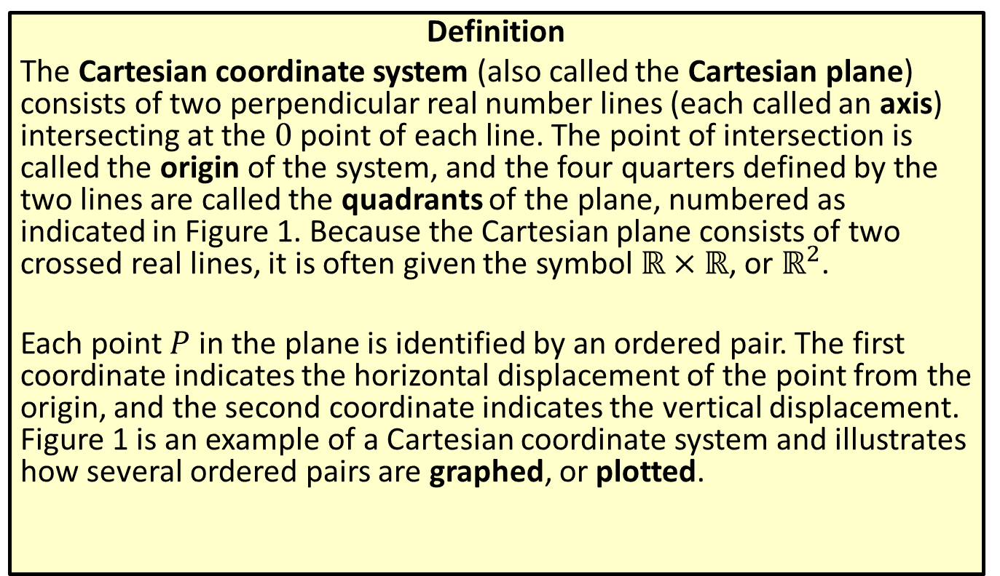 Definition
The Cartesian coordinate system (also called the Cartesian plane)
consists of two perpendicular real number lines (each called an axis)
intersecting at the 0 point of each line. The point of intersection is
called the origin of the system, and the four quarters defined by the
two lines are called the quadrants of the plane, numbered as
indicated in Figure 1. Because the Cartesian plane consists of two
crossed real lines, it is often given the symbol ℝ × ℝ, or ℝ².
Each point P in the plane is identified by an ordered pair. The first
coordinate indicates the horizontal displacement of the point from the
origin, and the second coordinate indicates the vertical displacement.
Figure 1 is an example of a Cartesian coordinate system and illustrates
how several ordered pairs are graphed, or plotted.